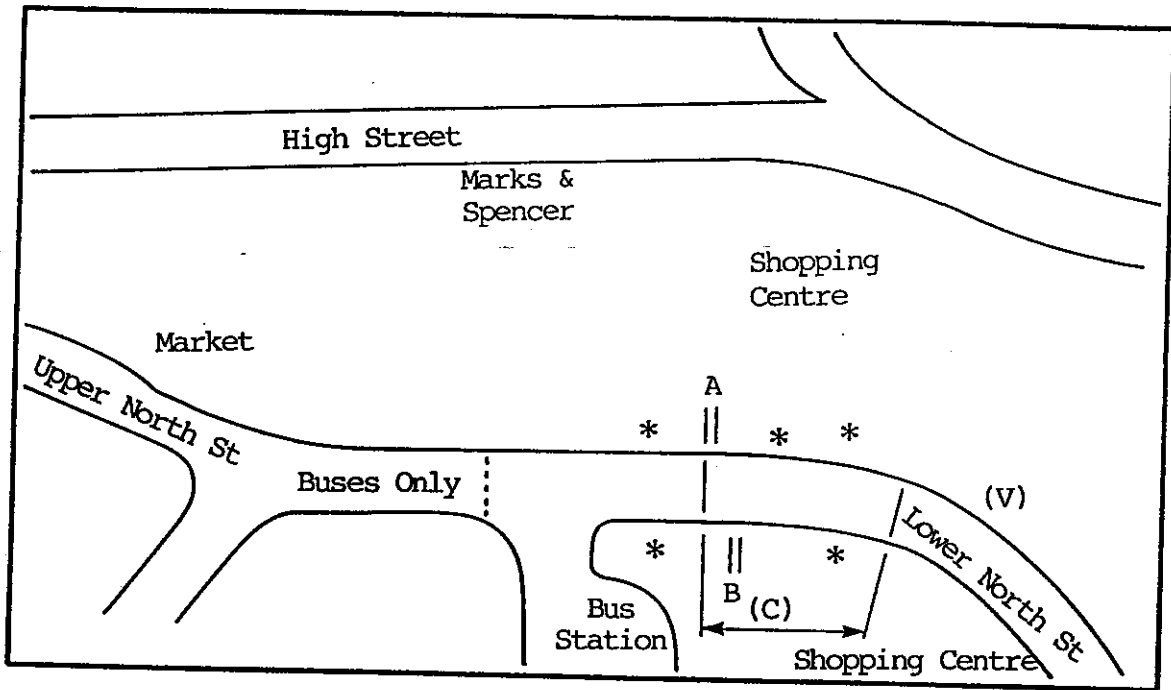 High Street
Marks &
Spencer
Shopping
Centre
Market
Upper North St
A
*
*
*
Buses Only
(V)
Lower North St
*
*
B
(C)
Bus
Station
Shopping Centre